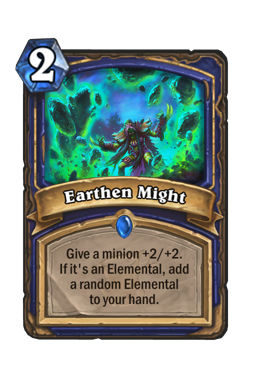 2
Earthen Might
Give a minion +2/+2.
If it's an Elemental, add
a random Elemental
to your hand.